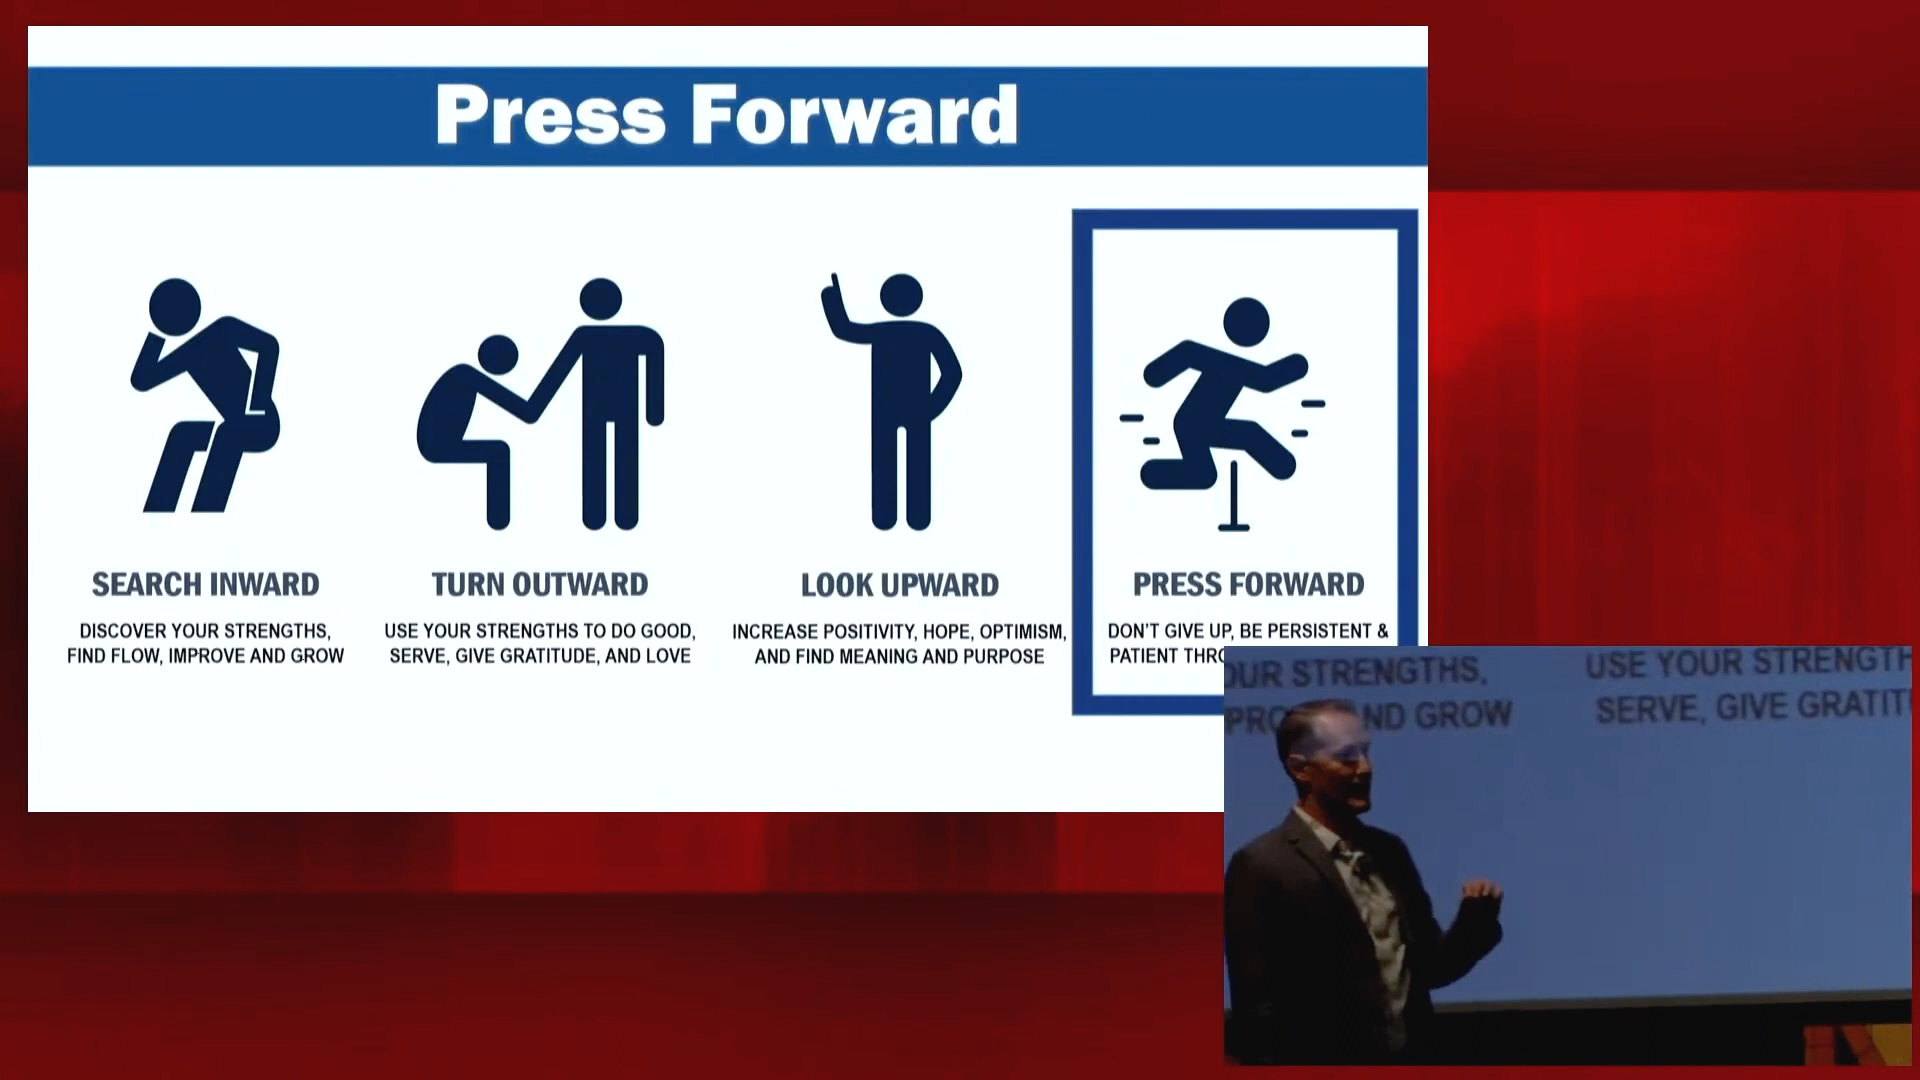 Press Forward
SEARCH INWARD
DISCOVER YOUR STRENGTHS,
FIND FLOW, IMPROVE AND GROW
TURN OUTWARD
USE YOUR STRENGTHS TO DO GOOD,
SERVE, GIVE GRATITUDE, AND LOVE
LOOK UPWARD
INCREASE POSITIVITY, HOPE, OPTIMISM,
AND FIND MEANING AND PURPOSE
PRESS FORWARD
DON'T GIVE UP, BE PERSISTENT &
PATIENT
STRENGTHS,
AND GROW
USE YOUR
SERVE, GIVE